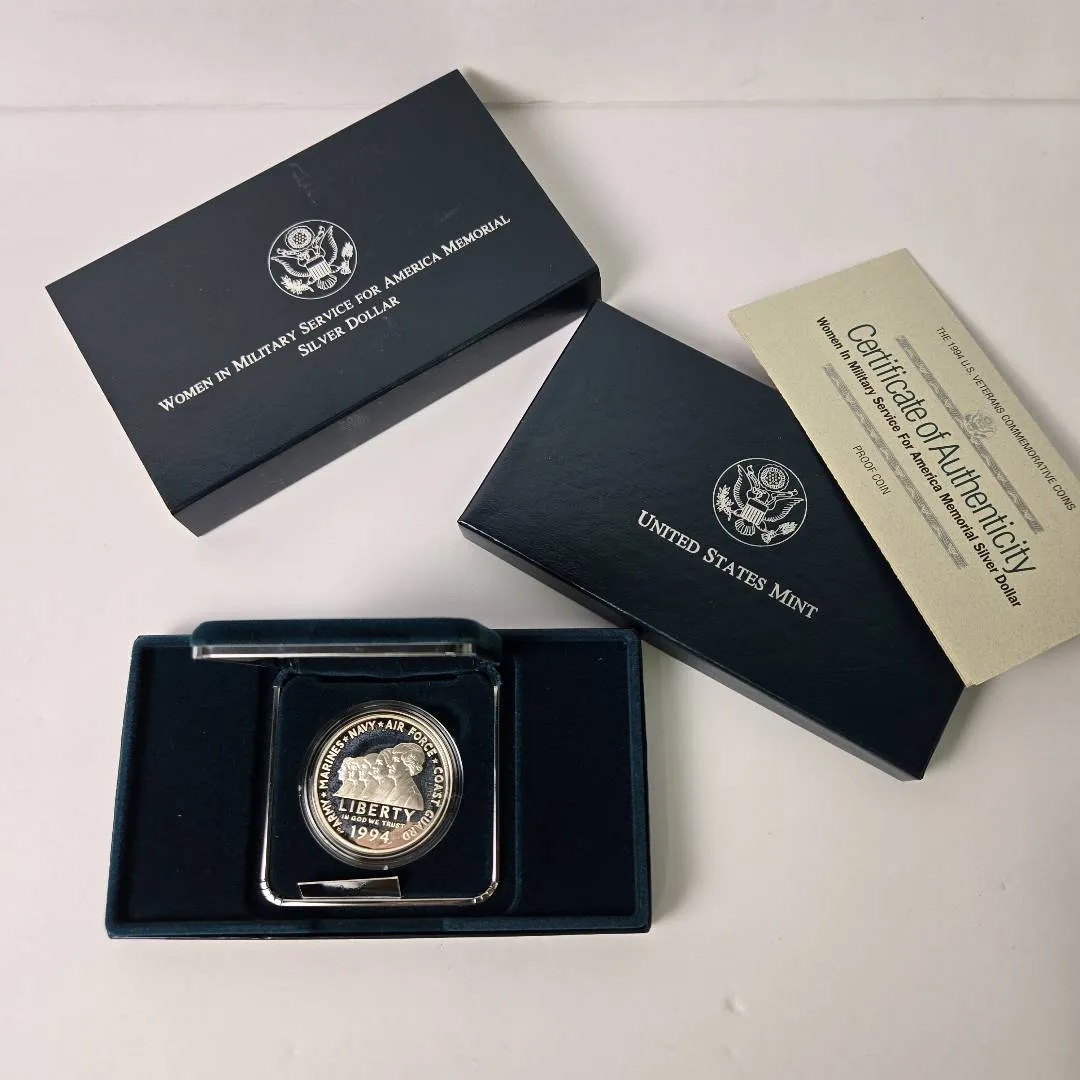 WOMEN IN MILITARY SERVICE FOR AMERICA MEMORIAL
SILVER DOLLAR
UNITED STATES MINT
THE 1994 U.S. VETERANS COMMEMORATIVE COINS
Certificate of Authenticity
Women In Military Service For America Memorial Silver Dollar
PROOF COIN
ARMY★MARINES★NAVY★AIR FORCE★COAST GUARD
LIBERTY
IN GOD WE TRUST
1994